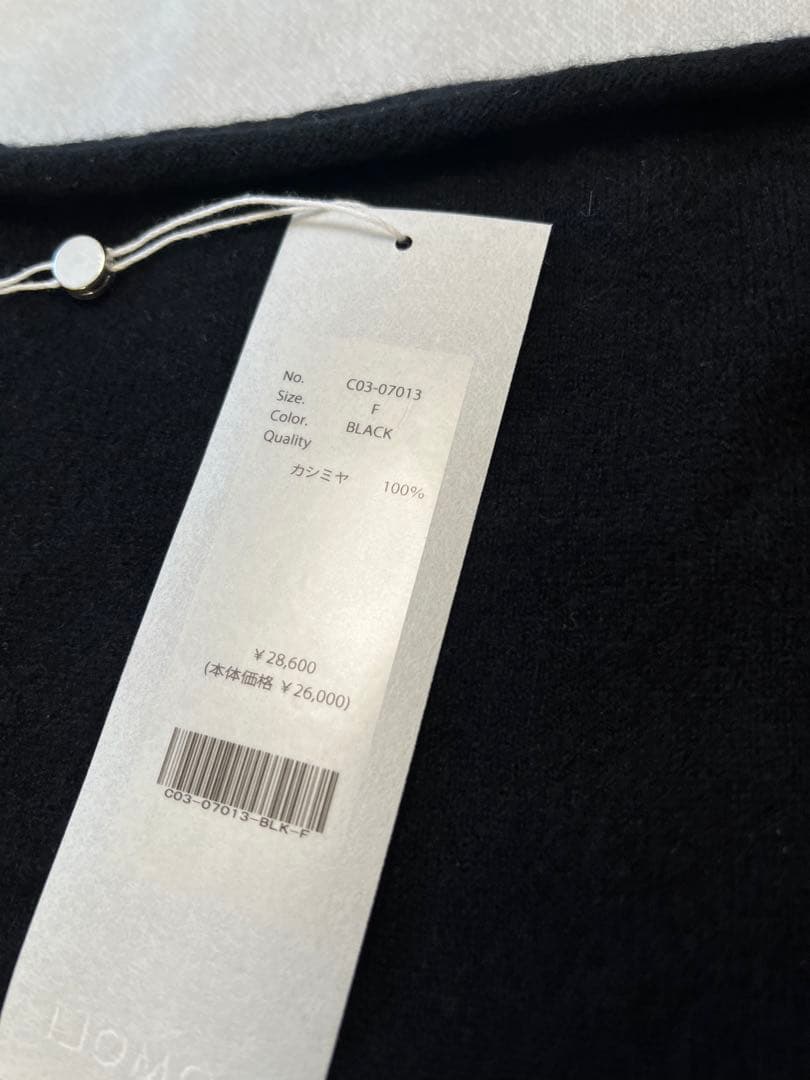 No. C03-07013
Size. F
Color. BLACK
Quality
カシミヤ 100%
¥28,600
(本体価格 ¥26,000)
C03-07013-BLK-F